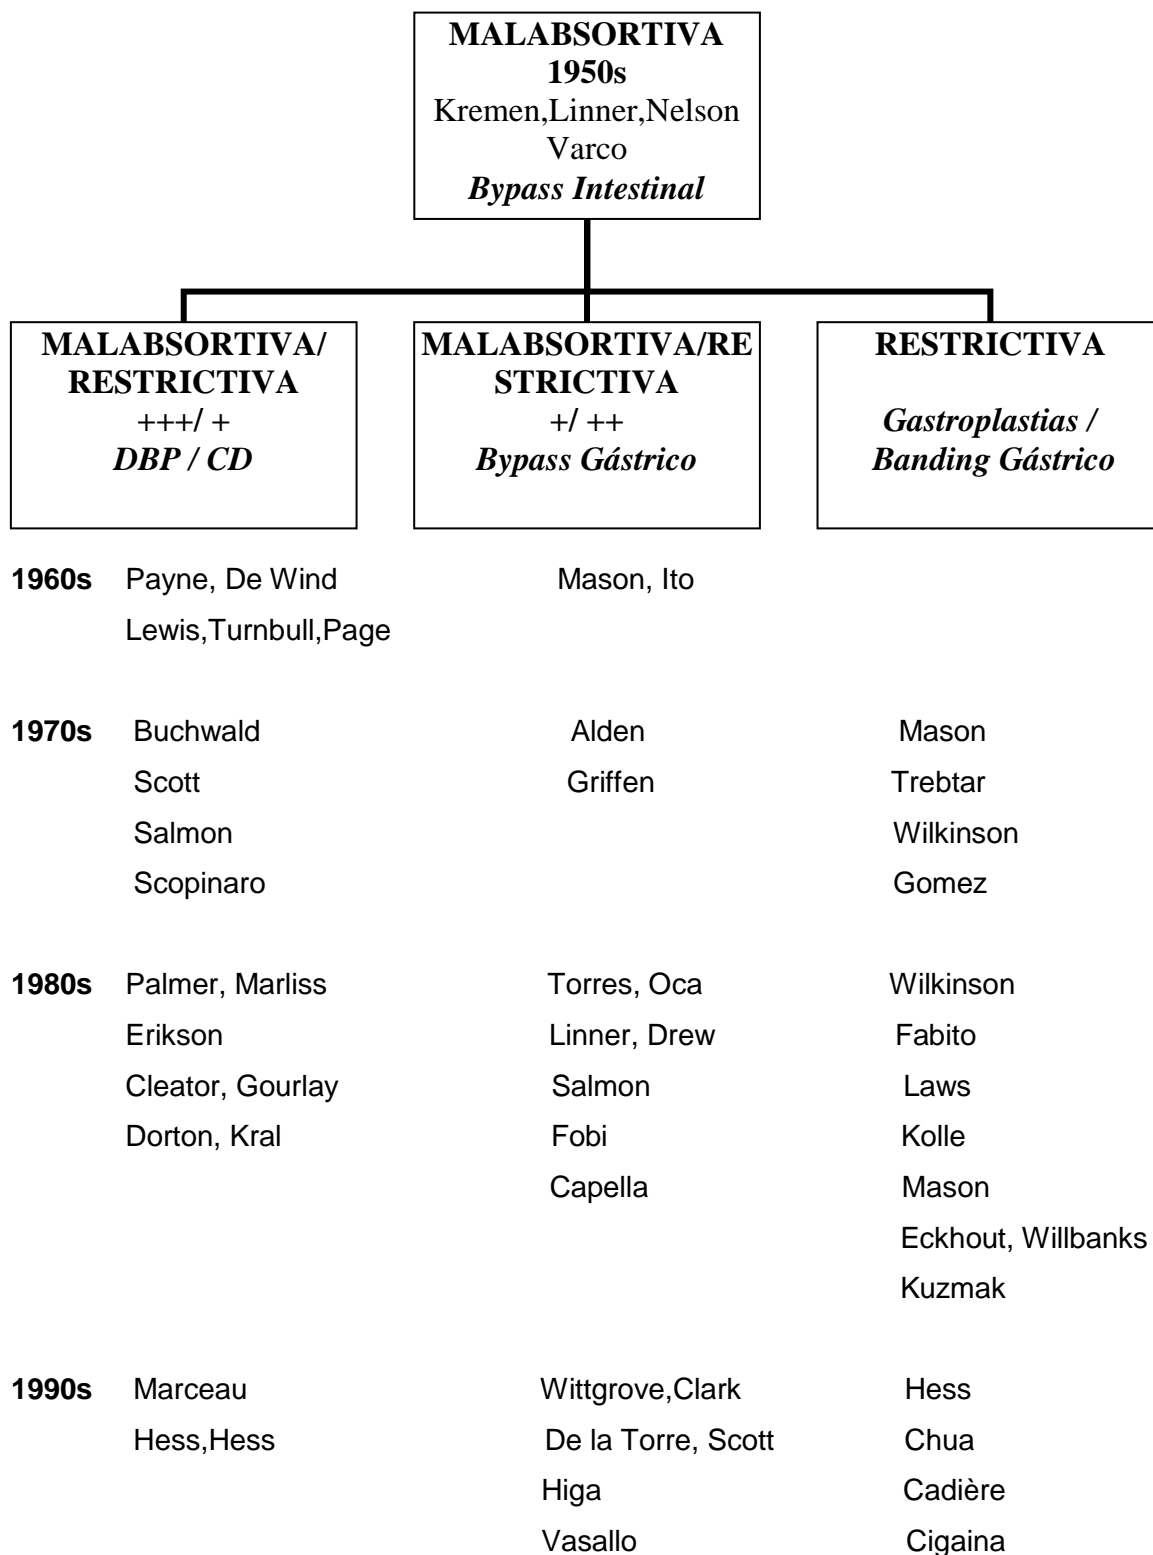 MALABSORTIVA
1950s
Kremen,Linner,Nelson
Varco
Bypass Intestinal
MALABSORTIVA/
RESTRICTIVA
+++/ +
DBP / CD
MALABSORTIVA/RE
STRICTIVA
+/ ++
Bypass Gástrico
RESTRICTIVA
Gastroplastias /
Banding Gástrico
1960s Payne, De Wind Mason, Ito
Lewis,Turnbull,Page
1970s Buchwald Alden Mason
Scott Griffen Trebtar
Salmon Wilkinson
Scopinaro Gomez
1980s Palmer, Marliss Torres, Oca Wilkinson
Erikson Linner, Drew Fabito
Cleator, Gourlay Salmon Laws
Dorton, Kral Fobi Kolle
Capella Mason
Eckhout, Willbanks
Kuzmak
1990s Marceau Wittgrove,Clark Hess
Hess,Hess De la Torre, Scott Chua
Higa Cadière
Vasallo Cigaina